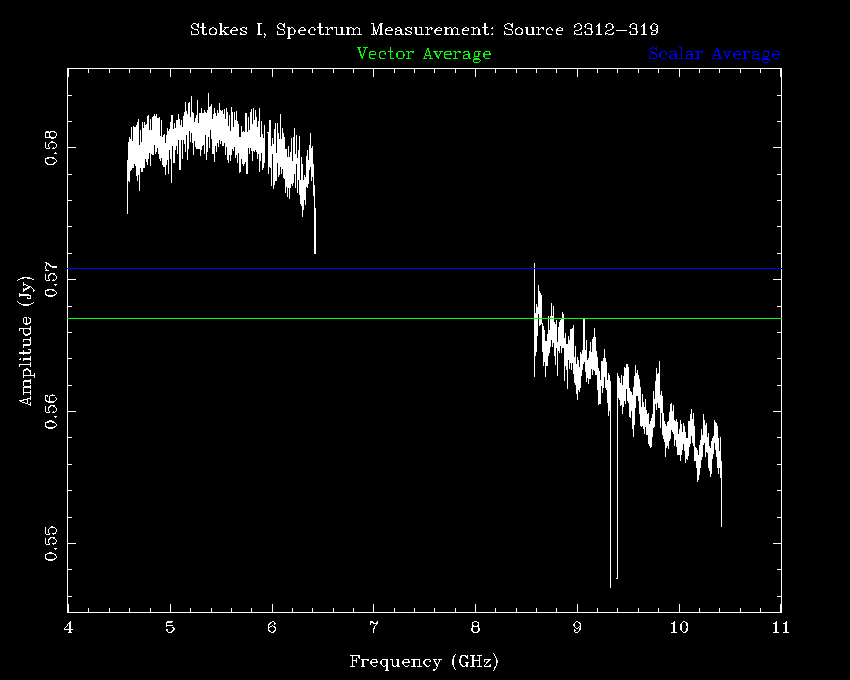 Stokes I, Spectrum Measurement: Source 2312-319
Vector Average Scalar Average
0.58
0.57
0.56
0.55
Amplitude (Jy)
4 5 6 7 8 9 10 11
Frequency (GHz)